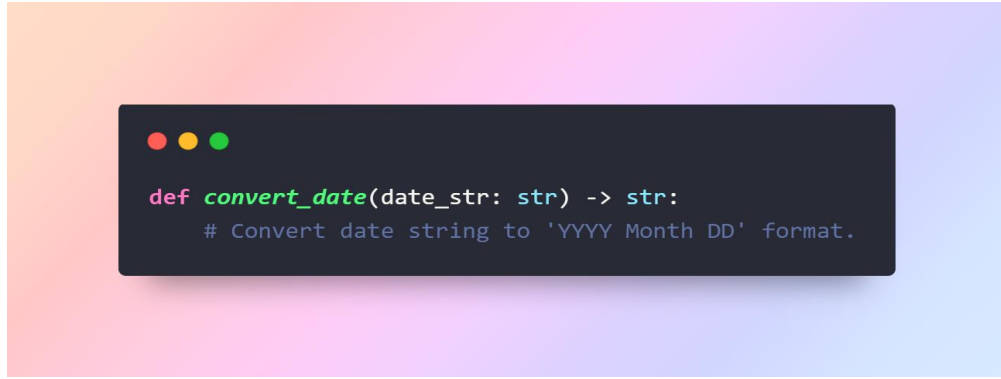 def convert_date(date_str: str) -> str:
    # Convert date string to 'YYYY Month DD' format.